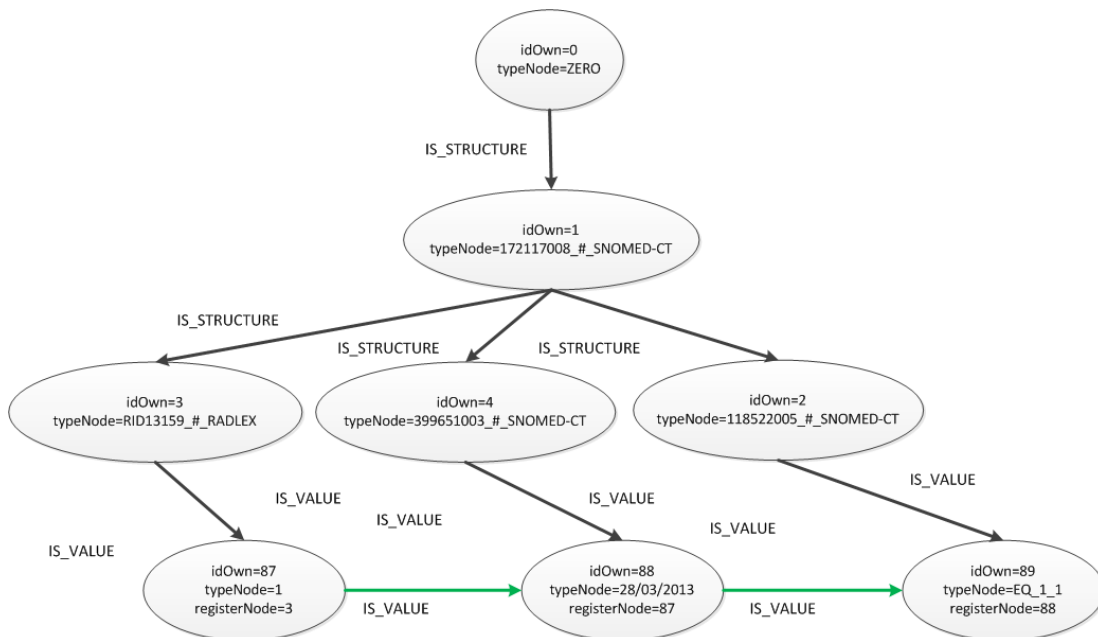 idOwn=0
typeNode=ZERO
IS_STRUCTURE
idOwn=1
typeNode=172117008_#_SNOMED-CT
IS_STRUCTURE
IS_STRUCTURE
IS_STRUCTURE
idOwn=3
typeNode=RID13159_#_RADLEX
idOwn=4
typeNode=399651003_#_SNOMED-CT
idOwn=2
typeNode=118522005_#_SNOMED-CT
IS_VALUE
IS_VALUE
IS_VALUE
IS_VALUE
IS_VALUE
IS_VALUE
idOwn=87
typeNode=1
registerNode=3
IS_VALUE
idOwn=88
typeNode=28/03/2013
registerNode=87
IS_VALUE
idOwn=89
typeNode=EQ_1_1
registerNode=88